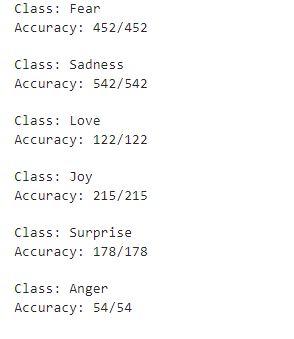 Class: Fear
Accuracy: 452/452
Class: Sadness
Accuracy: 542/542
Class: Love
Accuracy: 122/122
Class: Joy
Accuracy: 215/215
Class: Surprise
Accuracy: 178/178
Class: Anger
Accuracy: 54/54